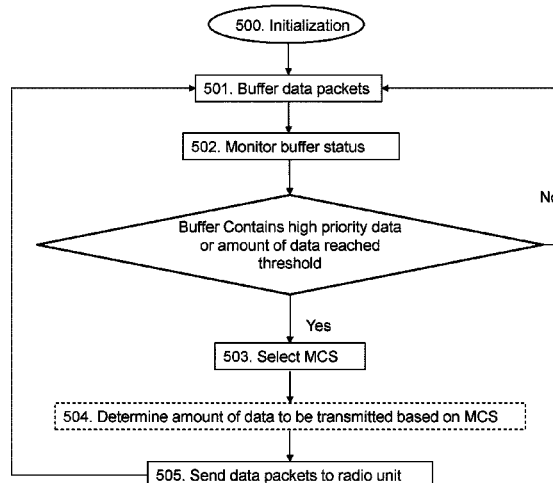 500. Initialization
501. Buffer data packets
502. Monitor buffer status
Buffer Contains high priority data
or amount of data reached
threshold
No
Yes
503. Select MCS
504. Determine amount of data to be transmitted based on MCS
505. Send data packets to radio unit